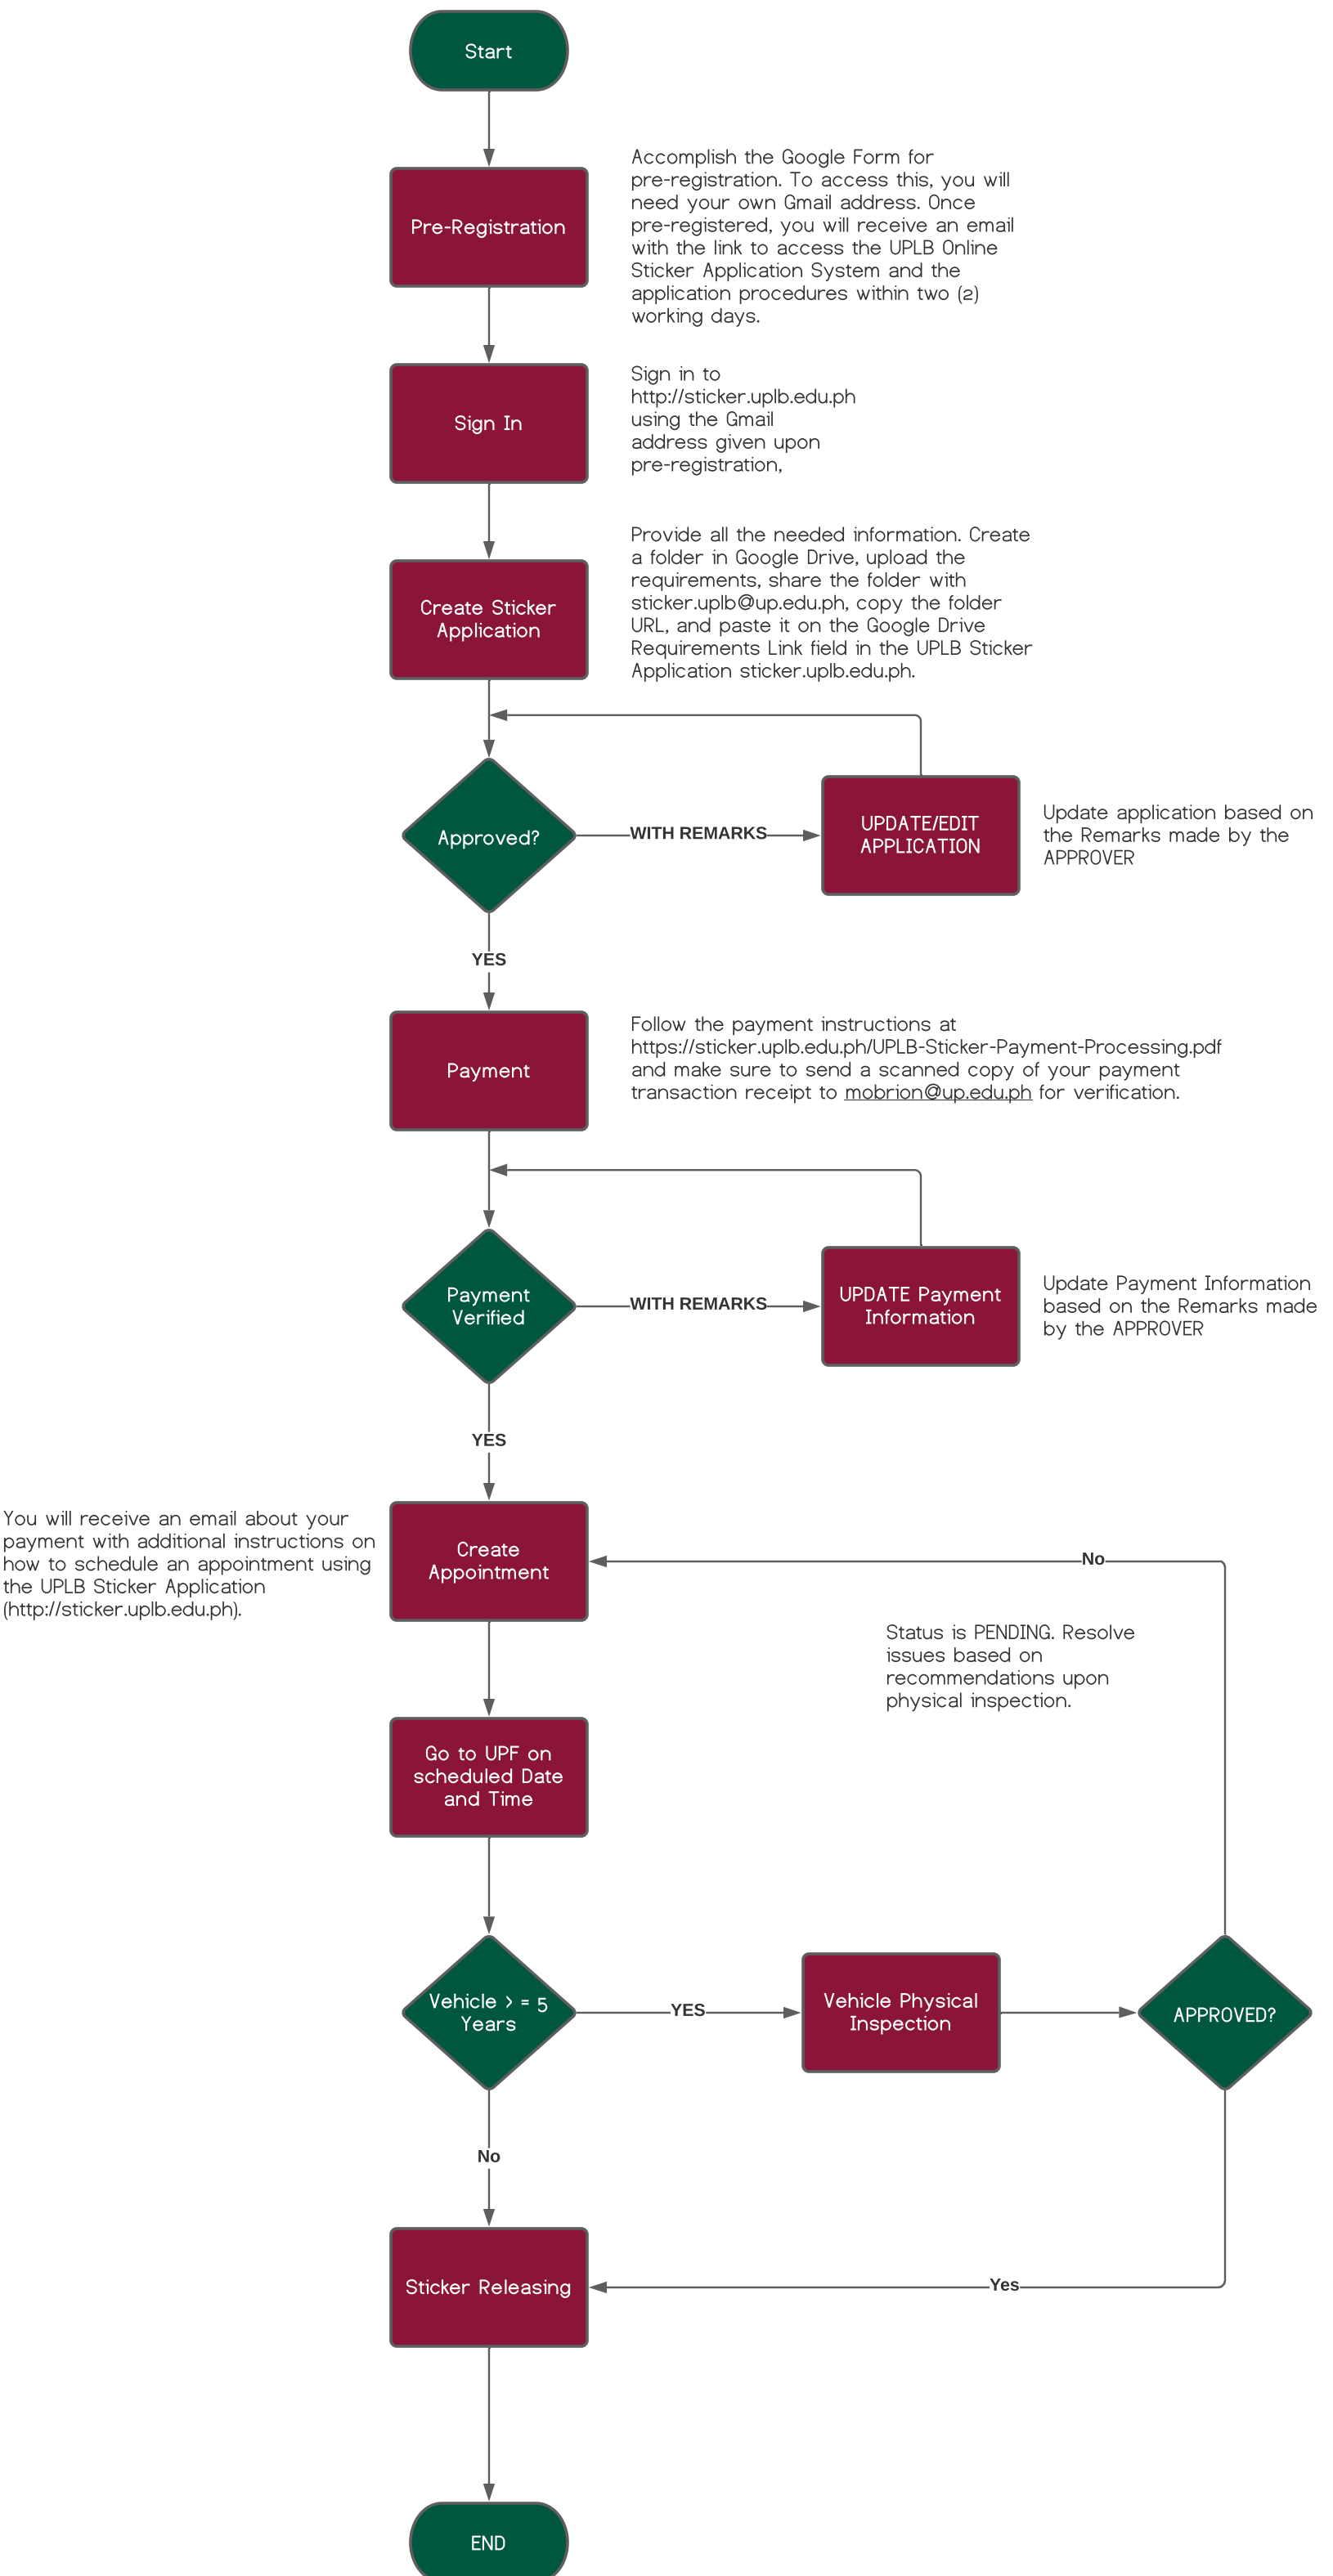 Start
Pre-Registration
Accomplish the Google Form for
pre-registration. To access this, you will
need your own Gmail address. Once
pre-registered, you will receive an email
with the link to access the UPLB Online
Sticker Application System and the
application procedures within two (2)
working days.
Sign In
Sign in to
http://sticker.uplb.edu.ph
using the Gmail
address given upon
pre-registration,
Create Sticker
Application
Provide all the needed information. Create
a folder in Google Drive, upload the
requirements, share the folder with
sticker.uplb@up.edu.ph, copy the folder
URL, and paste it on the Google Drive
Requirements Link field in the UPLB Sticker
Application sticker.uplb.edu.ph.
Approved?
WITH REMARKS
UPDATE/EDIT
APPLICATION
Update application based on
the Remarks made by the
APPROVER
YES
Payment
Follow the payment instructions at
https://sticker.uplb.edu.ph/UPLB-Sticker-Payment-Processing.pdf
and make sure to send a scanned copy of your payment
transaction receipt to mobrion@up.edu.ph for verification.
Payment
Verified
WITH REMARKS
UPDATE Payment
Information
Update Payment Information
based on the Remarks made
by the APPROVER
YES
You will receive an email about your
payment with additional instructions on
how to schedule an appointment using
the UPLB Sticker Application
(http://sticker.uplb.edu.ph).
Create
Appointment
No
Status is PENDING. Resolve
issues based on
recommendations upon
physical inspection.
Go to UPF on
scheduled Date
and Time
Vehicle > = 5
Years
YES
Vehicle Physical
Inspection
APPROVED?
No
Sticker Releasing
Yes
END